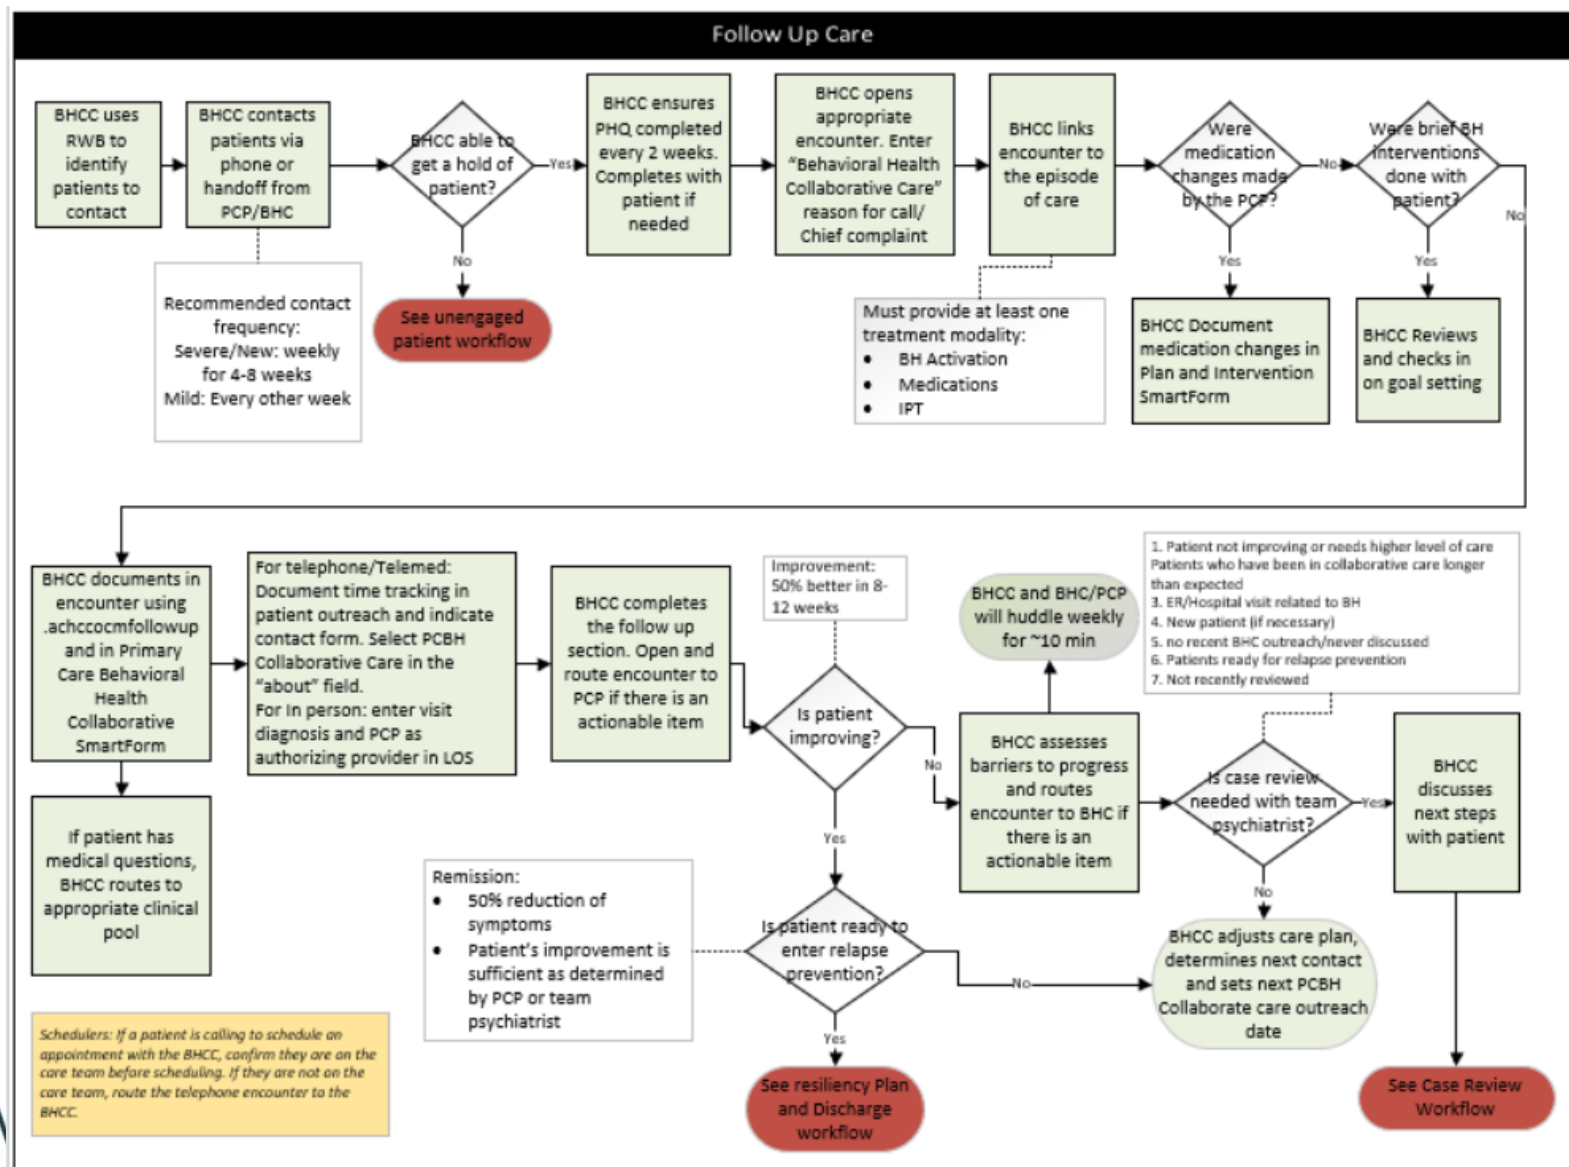 Follow Up Care
BHCC uses
RWB to
identify
patients to
contact
BHCC contacts
patients via
phone or
handoff from
PCP/BHC
BHCC able to
get a hold of
patient?
Yes
No
BHCC ensures
PHQ completed
every 2 weeks.
Completes with
patient if
needed
BHCC opens
appropriate
encounter. Enter
“Behavioral Health
Collaborative Care”
reason for call/
Chief complaint
BHCC links
encounter to
the episode
of care
Were
medication
changes made
by the PCP?
No
Yes
Were brief BH
interventions
done with
patient?
No
Yes
Recommended contact
frequency:
Severe/New: weekly
for 4-8 weeks
Mild: Every other week
See unengaged
patient workflow
Must provide at least one
treatment modality:
• BH Activation
• Medications
• IPT
BHCC Document
medication changes in
Plan and Intervention
SmartForm
BHCC Reviews
and checks in
on goal setting
BHCC documents in
encounter using
.achccocmfollowup
and in Primary
Care Behavioral
Health
Collaborative
SmartForm
For telephone/Telemed:
Document time tracking in
patient outreach and indicate
contact form. Select PCBH
Collaborative Care in the
“about” field.
For In person: enter visit
diagnosis and PCP as
authorizing provider in LOS
BHCC completes
the follow up
section. Open and
route encounter to
PCP if there is an
actionable item
Improvement:
50% better in 8-
12 weeks
Is patient
improving?
No
Yes
BHCC and BHC/PCP
will huddle weekly
for ~10 min
1. Patient not improving or needs higher level of care
Patients who have been in collaborative care longer
than expected
3. ER/Hospital visit related to BH
4. New patient (if necessary)
5. no recent BHC outreach/never discussed
6. Patients ready for relapse prevention
7. Not recently reviewed
BHCC assesses
barriers to progress
and routes
encounter to BHC if
there is an
actionable item
Is case review
needed with team
psychiatrist?
Yes
No
BHCC
discusses
next steps
with patient
If patient has
medical questions,
BHCC routes to
appropriate clinical
pool
Remission:
• 50% reduction of
symptoms
• Patient’s improvement is
sufficient as determined
by PCP or team
psychiatrist
Is patient ready to
enter relapse
prevention?
No
Yes
BHCC adjusts care plan,
determines next contact
and sets next PCBH
Collaborate care outreach
date
Schedulers: If a patient is calling to schedule an
appointment with the BHCC, confirm they are on the
care team before scheduling. If they are not on the
care team, route the telephone encounter to the
BHCC.
See resiliency Plan
and Discharge
workflow
See Case Review
Workflow